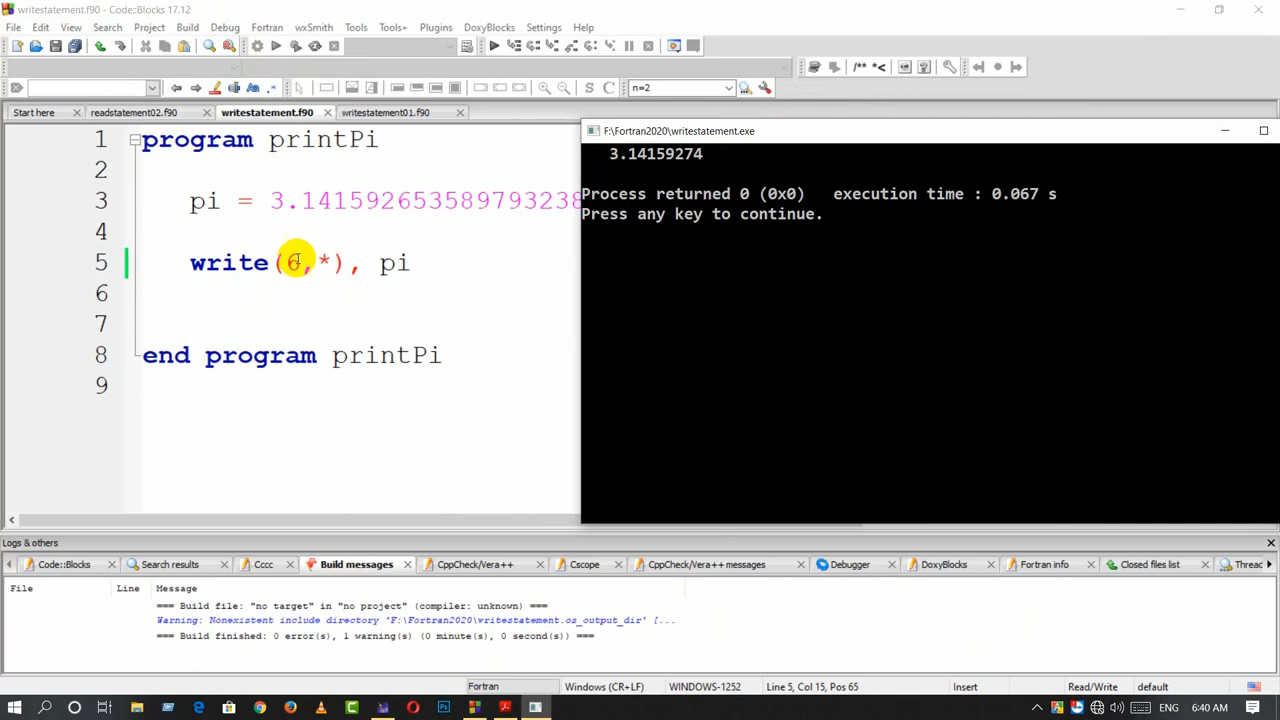 writestatement.f90 - Code::Blocks 17.12
File Edit View Search Project Build Debug Fortran wxSmith Tools Tools+ Plugins DoxyBlocks Settings Help
/** *<
S C n=2
Start here readstatement02.f90 writestatement.f90 writestatement01.f90
F:\Fortran2020\writestatement.exe
3.14159274
Process returned 0 (0x0) execution time : 0.067 s
Press any key to continue.
1 program printPi
2
3 pi = 3.14159265358979323
4
5 write(6,*), pi
6
7
8 end program printPi
9
Logs & others
Code::Blocks Search results Cccc Build messages CppCheck/Vera++ Cscope CppCheck/Vera++ messages Debugger DoxyBlocks Fortran info Closed files list Threa
File Line Message
=== Build file: "no target" in "no project" (compiler: unknown) ===
Warning: Nonexistent include directory 'F:\Fortran2020\writestatement.os_output_dir' [...
=== Build finished: 0 error(s), 1 warning(s) (0 minute(s), 0 second(s)) ===
Fortran Windows (CR+LF) WINDOWS-1252 Line 5, Col 15, Pos 65 Insert Read/Write default
ENG 6:40 AM